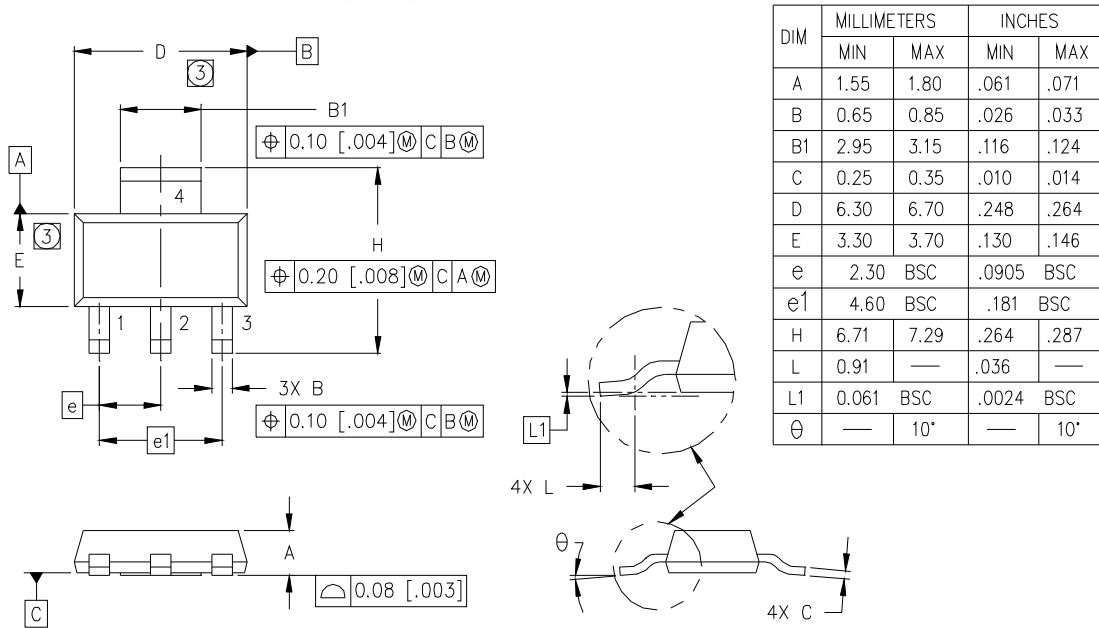 D
B
3
B1
⌖ 0.10 [.004]Ⓜ C BⓂ
A
4
3
E
H
⌖ 0.20 [.008]Ⓜ C AⓂ
1 2 3
3X B
e
⌖ 0.10 [.004]Ⓜ C BⓂ
e1
L1
4X L
A
θ
⌓ 0.08 [.003]
C
4X C
DIM MILLIMETERS INCHES
MIN MAX MIN MAX
A 1.55 1.80 .061 .071
B 0.65 0.85 .026 .033
B1 2.95 3.15 .116 .124
C 0.25 0.35 .010 .014
D 6.30 6.70 .248 .264
E 3.30 3.70 .130 .146
e 2.30 BSC .0905 BSC
e1 4.60 BSC .181 BSC
H 6.71 7.29 .264 .287
L 0.91 — .036 —
L1 0.061 BSC .0024 BSC
θ — 10° — 10°